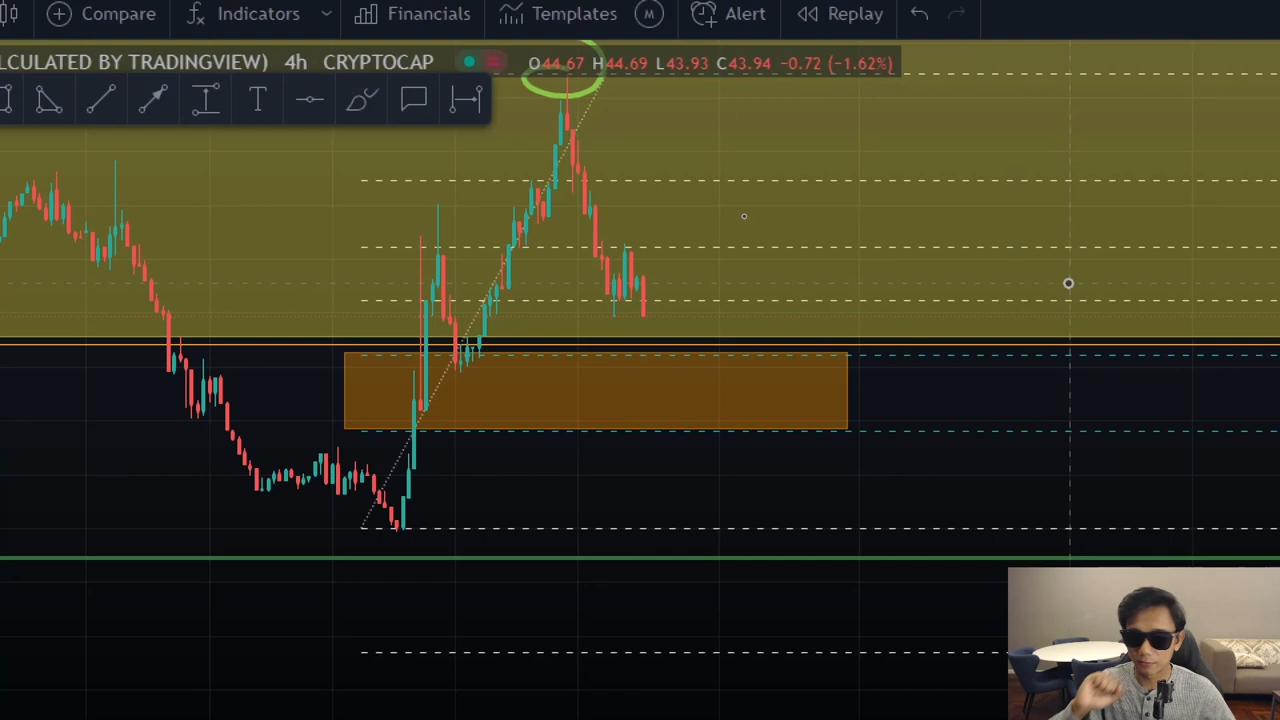 Compare Indicators Financials Templates M Alert Replay
LCULATED BY TRADINGVIEW) 4h CRYPTOCAP O44.67 H44.69 L43.93 C43.94 −0.72 (−1.62%)
T